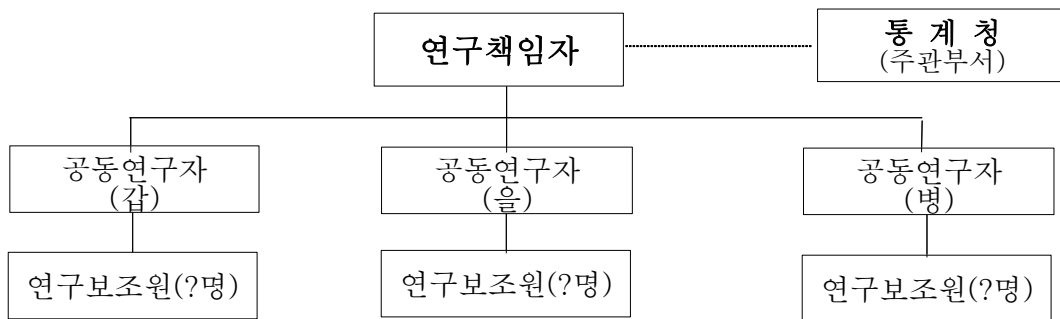 연구책임자
통 계 청
(주관부서)
공동연구자
(갑)
공동연구자
(을)
공동연구자
(병)
연구보조원(?명)
연구보조원(?명)
연구보조원(?명)